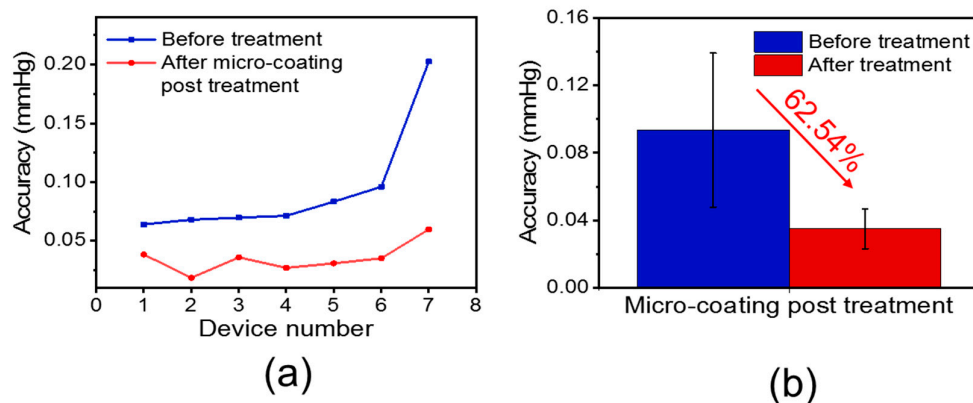 Before treatment
After micro-coating
post treatment
Accuracy (mmHg)
0.20
0.15
0.10
0.05
0 1 2 3 4 5 6 7 8
Device number
(a)
Before treatment
After treatment
62.54%
Accuracy (mmHg)
0.16
0.12
0.08
0.04
0.00
Micro-coating post treatment
(b)